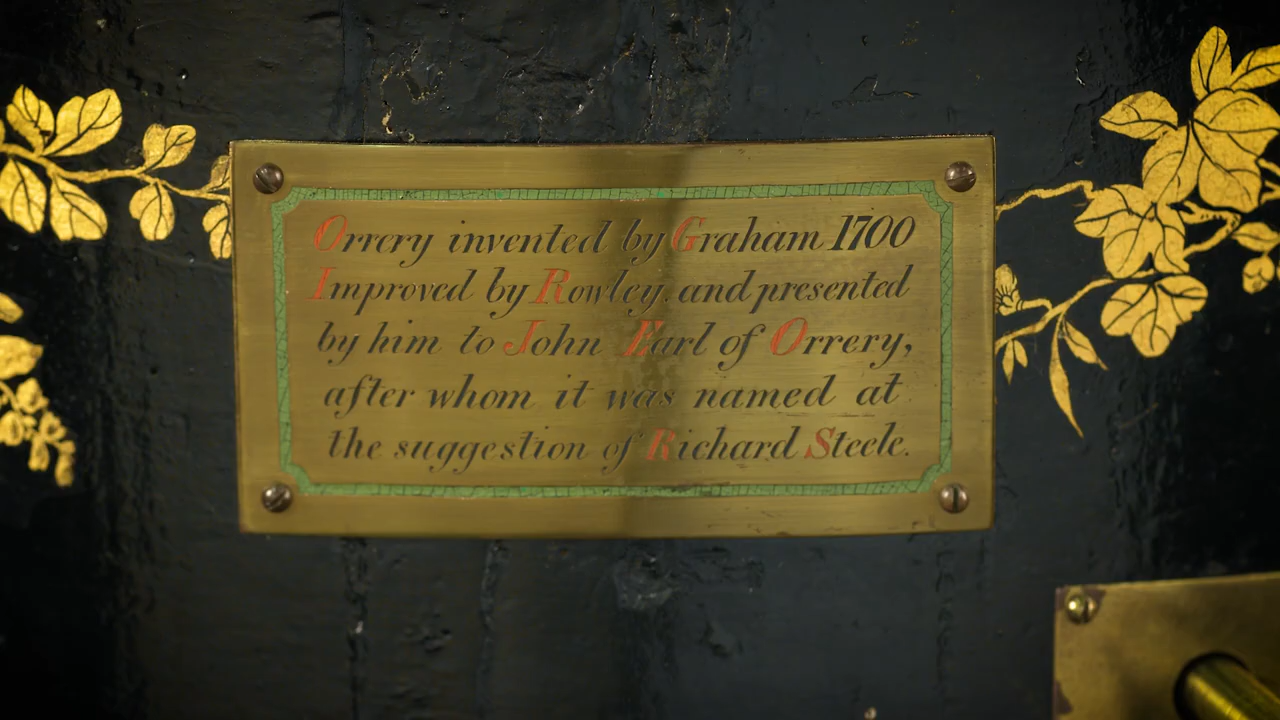 Orrery invented by Graham 1700
Improved by Rowley. and presented
by him to John Earl of Orrery,
after whom it was named at
the suggestion of Richard Steele.